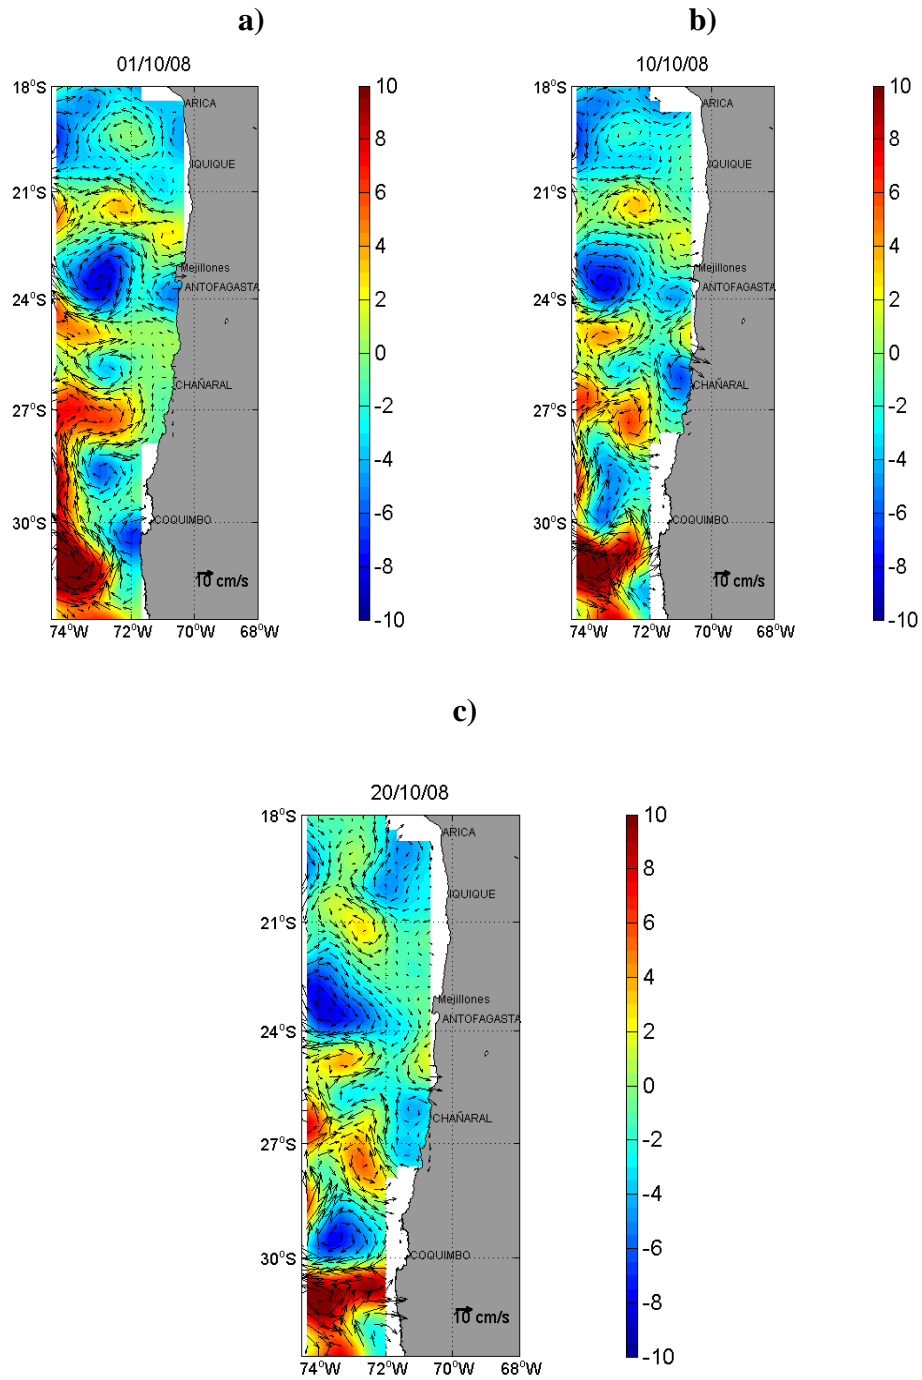 a)
01/10/08
18°S
21°S
24°S
27°S
30°S
74°W 72°W 70°W 68°W
ARICA
IQUIQUE
Mejillones
ANTOFAGASTA
CHAÑARAL
COQUIMBO
10 cm/s
10
8
6
4
2
0
-2
-4
-6
-8
-10
b)
10/10/08
18°S
21°S
24°S
27°S
30°S
74°W 72°W 70°W 68°W
ARICA
IQUIQUE
Mejillones
ANTOFAGASTA
CHAÑARAL
COQUIMBO
10 cm/s
10
8
6
4
2
0
-2
-4
-6
-8
-10
c)
20/10/08
18°S
21°S
24°S
27°S
30°S
74°W 72°W 70°W 68°W
ARICA
IQUIQUE
Mejillones
ANTOFAGASTA
CHAÑARAL
COQUIMBO
10 cm/s
10
8
6
4
2
0
-2
-4
-6
-8
-10